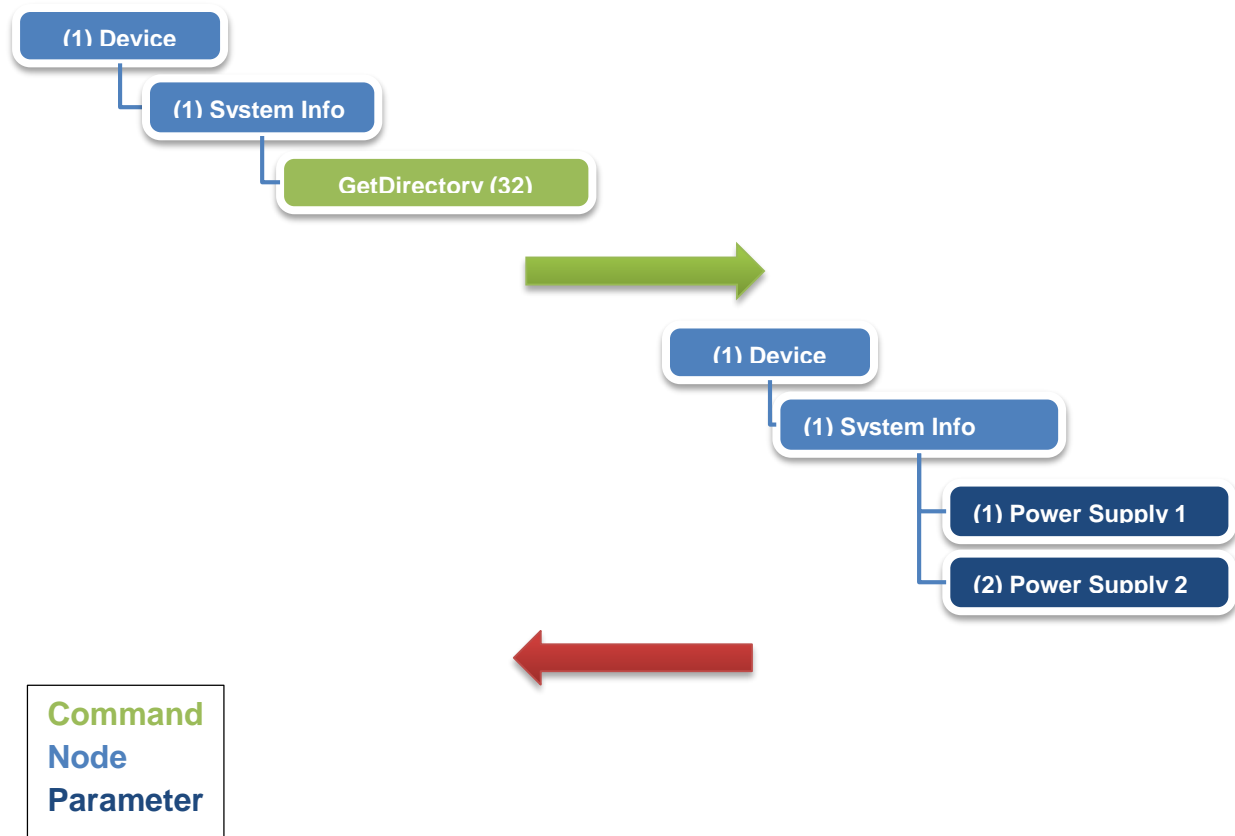 (1) Device
(1) System Info
GetDirectory (32)
(1) Device
(1) System Info
(1) Power Supply 1
(2) Power Supply 2
Command
Node
Parameter